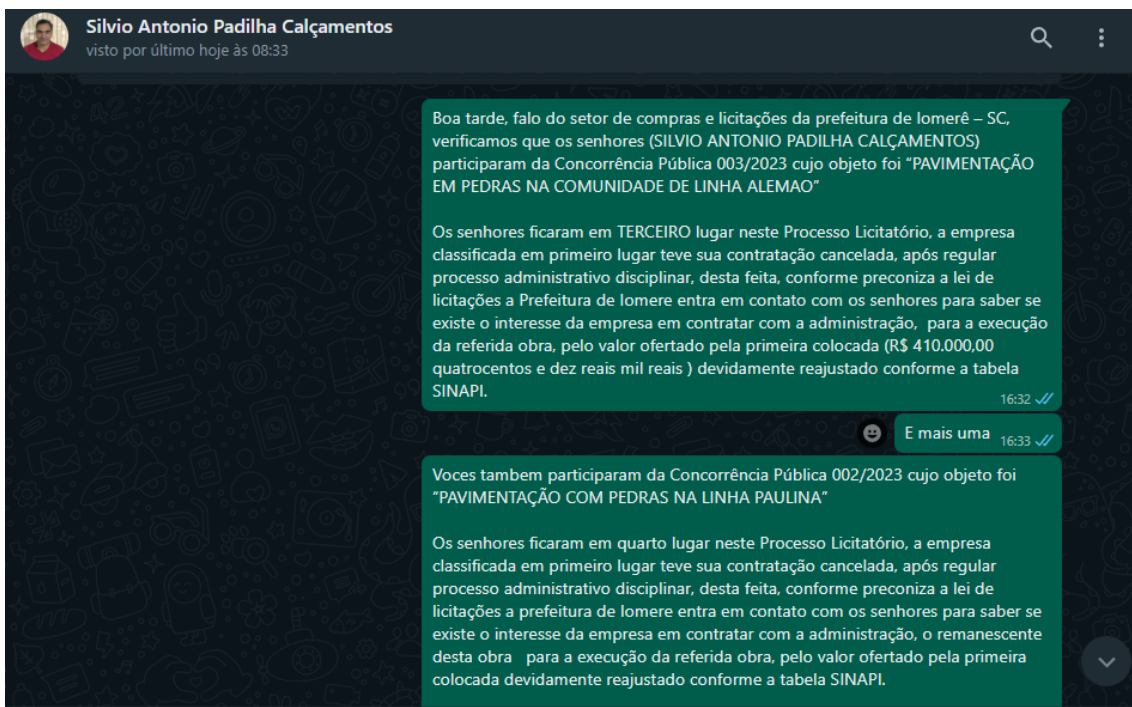 Silvio Antonio Padilha Calçamentos
visto por último hoje às 08:33
Boa tarde, falo do setor de compras e licitações da prefeitura de Iomerê – SC,
verificamos que os senhores (SILVIO ANTONIO PADILHA CALÇAMENTOS)
participaram da Concorrência Pública 003/2023 cujo objeto foi “PAVIMENTAÇÃO
EM PEDRAS NA COMUNIDADE DE LINHA ALEMAO”
Os senhores ficaram em TERCEIRO lugar neste Processo Licitatório, a empresa
classificada em primeiro lugar teve sua contratação cancelada, após regular
processo administrativo disciplinar, desta feita, conforme preconiza a lei de
licitações a Prefeitura de Iomere entra em contato com os senhores para saber se
existe o interesse da empresa em contratar com a administração, para a execução
da referida obra, pelo valor ofertado pela primeira colocada (R$ 410.000,00
quatrocentos e dez reais mil reais ) devidamente reajustado conforme a tabela
SINAPI.
16:32
E mais uma 16:33
Voces tambem participaram da Concorrência Pública 002/2023 cujo objeto foi
“PAVIMENTAÇÃO COM PEDRAS NA LINHA PAULINA”
Os senhores ficaram em quarto lugar neste Processo Licitatório, a empresa
classificada em primeiro lugar teve sua contratação cancelada, após regular
processo administrativo disciplinar, desta feita, conforme preconiza a lei de
licitações a prefeitura de Iomere entra em contato com os senhores para saber se
existe o interesse da empresa em contratar com a administração, o remanescente
desta obra para a execução da referida obra, pelo valor ofertado pela primeira
colocada devidamente reajustado conforme a tabela SINAPI.